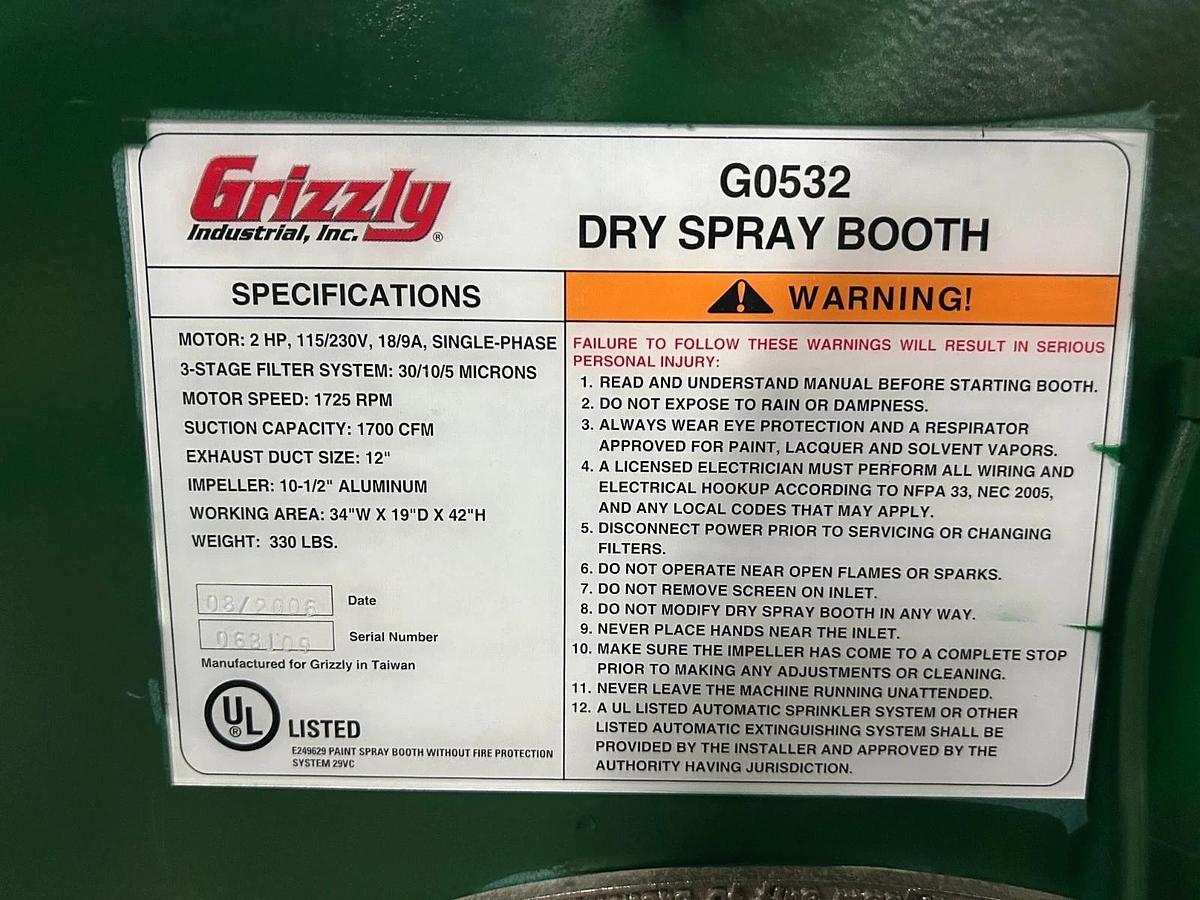 Grizzly
Industrial, Inc. ®
G0532
DRY SPRAY BOOTH
SPECIFICATIONS
MOTOR: 2 HP, 115/230V, 18/9A, SINGLE-PHASE
3-STAGE FILTER SYSTEM: 30/10/5 MICRONS
MOTOR SPEED: 1725 RPM
SUCTION CAPACITY: 1700 CFM
EXHAUST DUCT SIZE: 12"
IMPELLER: 10-1/2" ALUMINUM
WORKING AREA: 34"W X 19"D X 42"H
WEIGHT: 330 LBS.
08/2006 Date
063109 Serial Number
Manufactured for Grizzly in Taiwan
UL ® LISTED
E249629 PAINT SPRAY BOOTH WITHOUT FIRE PROTECTION
SYSTEM 29VC
WARNING!
FAILURE TO FOLLOW THESE WARNINGS WILL RESULT IN SERIOUS
PERSONAL INJURY:
1. READ AND UNDERSTAND MANUAL BEFORE STARTING BOOTH.
2. DO NOT EXPOSE TO RAIN OR DAMPNESS.
3. ALWAYS WEAR EYE PROTECTION AND A RESPIRATOR
APPROVED FOR PAINT, LACQUER AND SOLVENT VAPORS.
4. A LICENSED ELECTRICIAN MUST PERFORM ALL WIRING AND
ELECTRICAL HOOKUP ACCORDING TO NFPA 33, NEC 2005,
AND ANY LOCAL CODES THAT MAY APPLY.
5. DISCONNECT POWER PRIOR TO SERVICING OR CHANGING
FILTERS.
6. DO NOT OPERATE NEAR OPEN FLAMES OR SPARKS.
7. DO NOT REMOVE SCREEN ON INLET.
8. DO NOT MODIFY DRY SPRAY BOOTH IN ANY WAY.
9. NEVER PLACE HANDS NEAR THE INLET.
10. MAKE SURE THE IMPELLER HAS COME TO A COMPLETE STOP
PRIOR TO MAKING ANY ADJUSTMENTS OR CLEANING.
11. NEVER LEAVE THE MACHINE RUNNING UNATTENDED.
12. A UL LISTED AUTOMATIC SPRINKLER SYSTEM OR OTHER
LISTED AUTOMATIC EXTINGUISHING SYSTEM SHALL BE
PROVIDED BY THE INSTALLER AND APPROVED BY THE
AUTHORITY HAVING JURISDICTION.